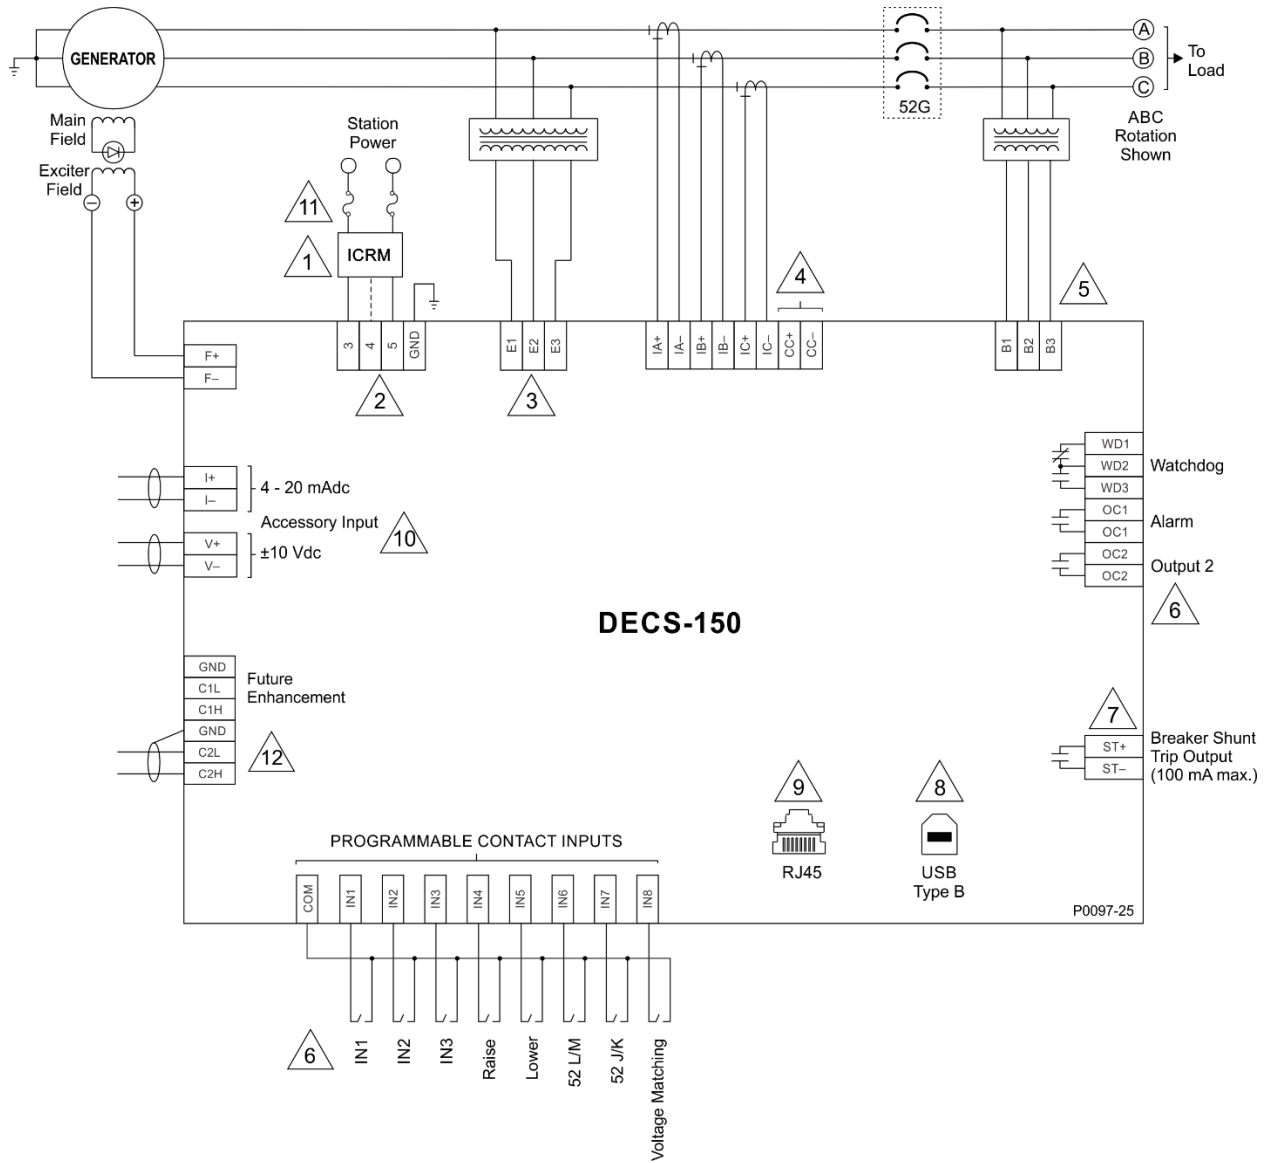 GENERATOR
A
B
C
To
Load
52G
ABC
Rotation
Shown
Main
Field
Exciter
Field
−
+
Station
Power
11
1
ICRM
4
5
3
4
5
GND
E1
E2
E3
IA+
IA–
IB+
IB–
IC+
IC–
CC+
CC–
B1
B2
B3
2
3
F+
F–
I+
I–
4 - 20 mAdc
Accessory Input
10
V+
V–
±10 Vdc
WD1
WD2
WD3
Watchdog
OC1
OC1
Alarm
OC2
OC2
Output 2
6
DECS-150
GND
C1L
C1H
Future
Enhancement
GND
C2L
C2H
12
7
ST+
ST–
Breaker Shunt
Trip Output
(100 mA max.)
9
RJ45
8
USB
Type B
PROGRAMMABLE CONTACT INPUTS
COM
IN1
IN2
IN3
IN4
IN5
IN6
IN7
IN8
P0097-25
6
IN1
IN2
IN3
Raise
Lower
52 L/M
52 J/K
Voltage Matching